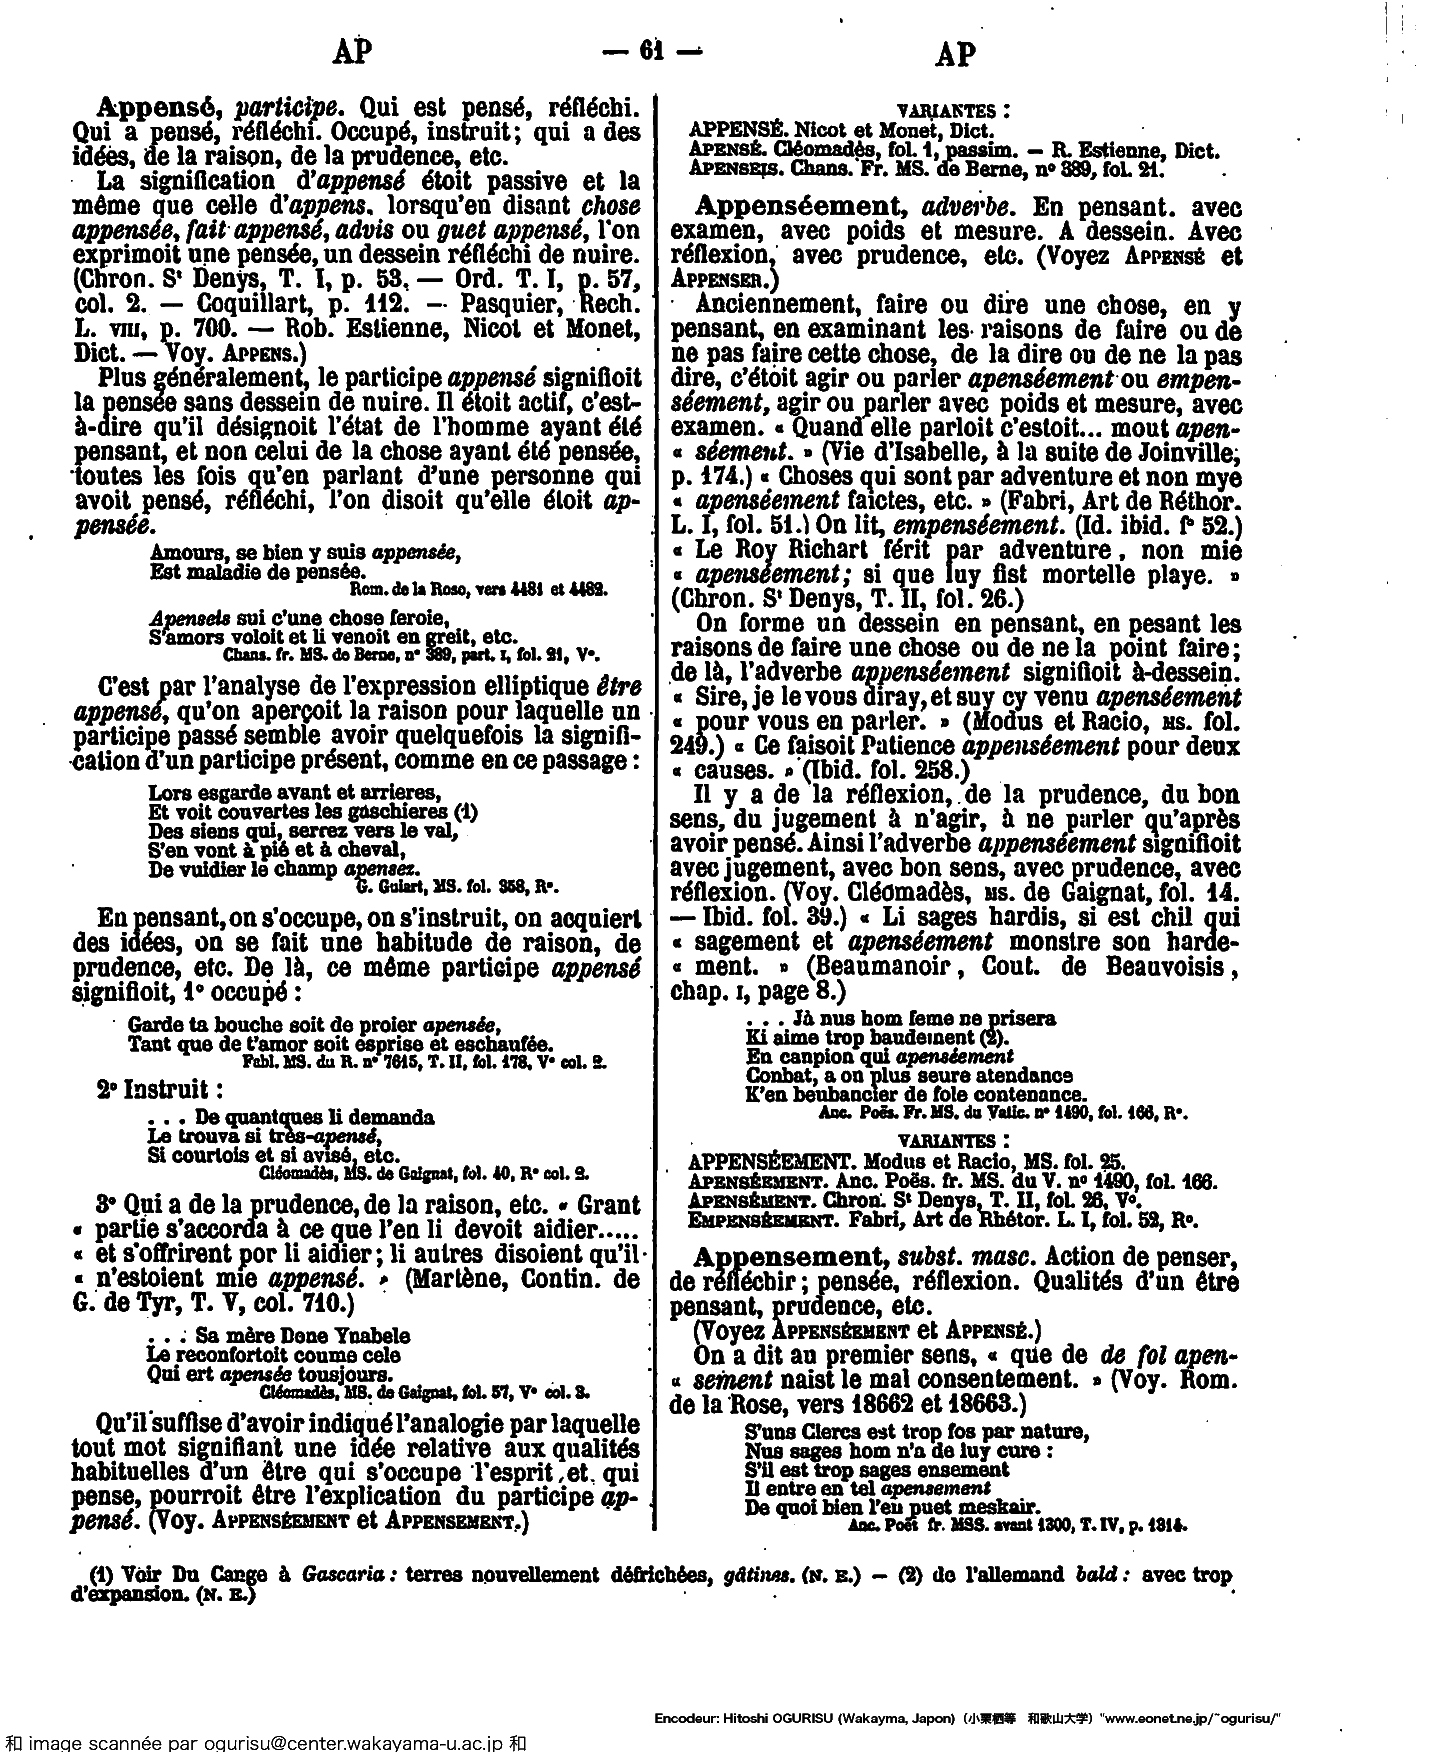 AP
— 61 —
AP
Appensé, participe. Qui est pensé, réfléchi.
Qui a pensé, réfléchi. Occupé, instruit; qui a des
idées, de la raison, de la prudence, etc.
La signification d'appensé étoit passive et la
même que celle d'appens, lorsqu'en disant chose
appensée, fait appensé, advis ou guet appensé, l'on
exprimoit une pensée, un dessein réfléchi de nuire.
(Chron. St Denys, T. I, p. 53. — Ord. T. I, p. 57,
col. 2. — Coquillart, p. 112. — Pasquier, Rech.
L. VIII, p. 700. — Rob. Estienne, Nicot et Monet,
Dict. — Voy. APPENS.)
Plus généralement, le participe appensé signifioit
la pensée sans dessein de nuire. Il étoit actif, c'est-
à-dire qu'il désignoit l'état de l'homme ayant été
pensant, et non celui de la chose ayant été pensée,
toutes les fois qu'en parlant d'une personne qui
avoit pensé, réfléchi, l'on disoit qu'elle étoit ap-
pensée.
Amours, se bien y suis appensée,
Est maladie de pensée.
Rom. de la Rose, vers 4481 et 4482.
Apenseis sui c'une chose feroie,
S'amors voloit et li venoit en greit, etc.
Chans. fr. MS. de Berne, n° 389, part. I, fol. 21, V°.
C'est par l'analyse de l'expression elliptique être
appensé, qu'on aperçoit la raison pour laquelle un
participe passé semble avoir quelquefois la signifi-
cation d'un participe présent, comme en ce passage :
Lors esgarde avant et arrieres,
Et voit couvertes les gaschieres (1)
Des siens qui, serrez vers le val,
S'en vont à pié et à cheval,
De vuidier le champ apensez.
G. Guiart, MS. fol. 358, R°.
En pensant, on s'occupe, on s'instruit, on acquiert
des idées, on se fait une habitude de raison, de
prudence, etc. De là, ce même participe appensé
signifioit, 1° occupé :
Garde ta bouche soit de proier apensée,
Tant que de t'amor soit esprise et eschaufée.
Fabl. MS. du R. n° 7615, T. II, fol. 178, V° col. 2.
2° Instruit :
. . . De quantques li demanda
Le trouva si très-apensé,
Si courtois et si avisé, etc.
Cléomadès, MS. de Gaignat, fol. 40, R° col. 2.
3° Qui a de la prudence, de la raison, etc. « Grant
« partie s'accorda à ce que l'en li devoit aidier.....
« et s'offrirent por li aidier; li autres disoient qu'il
« n'estoient mie appensé. » (Martène, Contin. de
G. de Tyr, T. V, col. 710.)
. . . Sa mère Done Ynabele
Le reconfortoit coume cele
Qui ert apensée tousjours.
Cléomadès, MS. de Gaignat, fol. 57, V° col. 3.
Qu'il suffise d'avoir indiqué l'analogie par laquelle
tout mot signifiant une idée relative aux qualités
habituelles d'un être qui s'occupe l'esprit, et qui
pense, pourroit être l'explication du participe ap-
pensé. (Voy. APPENSÉEMENT et APPENSEMENT.)
VARIANTES :
APPENSÉ. Nicot et Monet, Dict.
APENSÉ. Cléomadès, fol. 1, passim. — R. Estienne, Dict.
APENSEIS. Chans. Fr. MS. de Berne, n° 389, fol. 21.
Appenséement, adverbe. En pensant. avec
examen, avec poids et mesure. A dessein. Avec
réflexion, avec prudence, etc. (Voyez APPENSÉ et
APPENSER.)
Anciennement, faire ou dire une chose, en y
pensant, en examinant les raisons de faire ou de
ne pas faire cette chose, de la dire ou de ne la pas
dire, c'étoit agir ou parler apenséement ou empen-
séement, agir ou parler avec poids et mesure, avec
examen. « Quand elle parloit c'estoit... mout apen-
« séement. » (Vie d'Isabelle, à la suite de Joinville,
p. 174.) « Choses qui sont par adventure et non mye
« apenséement faictes, etc. » (Fabri, Art de Réthor.
L. I, fol. 51.) On lit, empenséement. (Id. ibid. f° 52.)
« Le Roy Richart férit par adventure, non mie
« apenséement; si que luy fist mortelle playe. »
(Chron. St Denys, T. II, fol. 26.)
On forme un dessein en pensant, en pesant les
raisons de faire une chose ou de ne la point faire;
de là, l'adverbe appenséement signifioit à-dessein.
« Sire, je le vous diray, et suy cy venu apenséement
« pour vous en parler. » (Modus et Racio, MS. fol.
249.) « Ce faisoit Patience appenséement pour deux
« causes. » (Ibid. fol. 258.)
Il y a de la réflexion, de la prudence, du bon
sens, du jugement à n'agir, à ne parler qu'après
avoir pensé. Ainsi l'adverbe appenséement signifioit
avec jugement, avec bon sens, avec prudence, avec
réflexion. (Voy. Cléomadès, MS. de Gaignat, fol. 14.
— Ibid. fol. 39.) « Li sages hardis, si est chil qui
« sagement et apenséement monstre son harde-
« ment. » (Beaumanoir, Cout. de Beauvoisis,
chap. I, page 8.)
. . . Jà nus hom feme ne prisera
Ki aime trop baudement (2).
En canpion qui apenséement
Conbat, a on plus seure atendance
K'en beubancier de fole contenance.
Anc. Poës. Fr. MS. du Vatic. n° 1490, fol. 166, R°.
VARIANTES :
APPENSÉEMENT. Modus et Racio, MS. fol. 25.
APENSÉEMENT. Anc. Poës. fr. MS. du V. n° 1490, fol. 166.
APENSÉMENT. Chron. St Denys, T. II, fol. 26, V°.
EMPENSÉEMENT. Fabri, Art de Rhétor. L. I, fol. 52, R°.
Appensement, subst. masc. Action de penser,
de réfléchir; pensée, réflexion. Qualités d'un être
pensant, prudence, etc.
(Voyez APPENSÉEMENT et APPENSÉ.)
On a dit au premier sens, « que de de fol apen-
« sement naist le mal consentement. » (Voy. Rom.
de la Rose, vers 18662 et 18663.)
S'uns Clercs est trop fos par nature,
Nus sages hom n'a de luy cure :
S'il est trop sages ensement
Il entre en tel apensement
De quoi bien l'en puet meskair.
Anc. Poët fr. MSS. avant 1300, T. IV, p. 1314.
(1) Voir Du Cange à Gascaria : terres nouvellement défrichées, gâtines. (N. E.) — (2) de l'allemand bald : avec trop
d'expansion. (N. E.)
Encodeur: Hitoshi OGURISU (Wakayma, Japon) (小栗栖等 和歌山大学) "www.eonet.ne.jp/~ogurisu/"
和 image scannée par ogurisu@center.wakayama-u.ac.jp 和